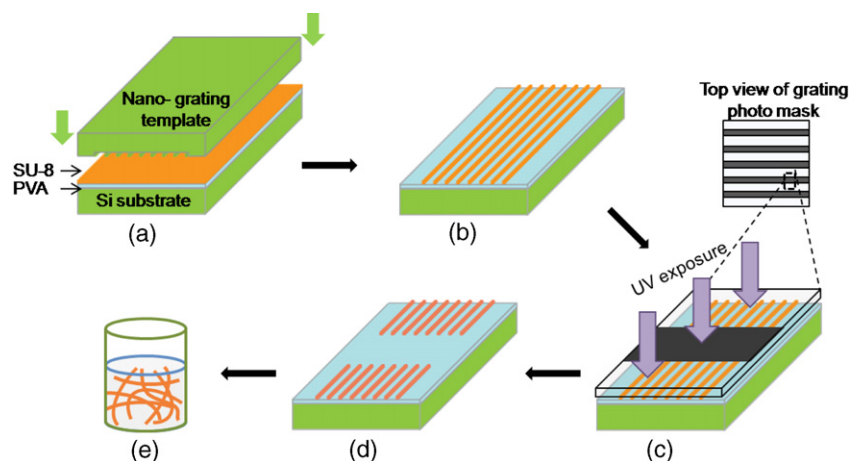 Nano- grating
template
SU-8
PVA
Si substrate
(a)
(b)
Top view of grating
photo mask
UV exposure
(c)
(d)
(e)